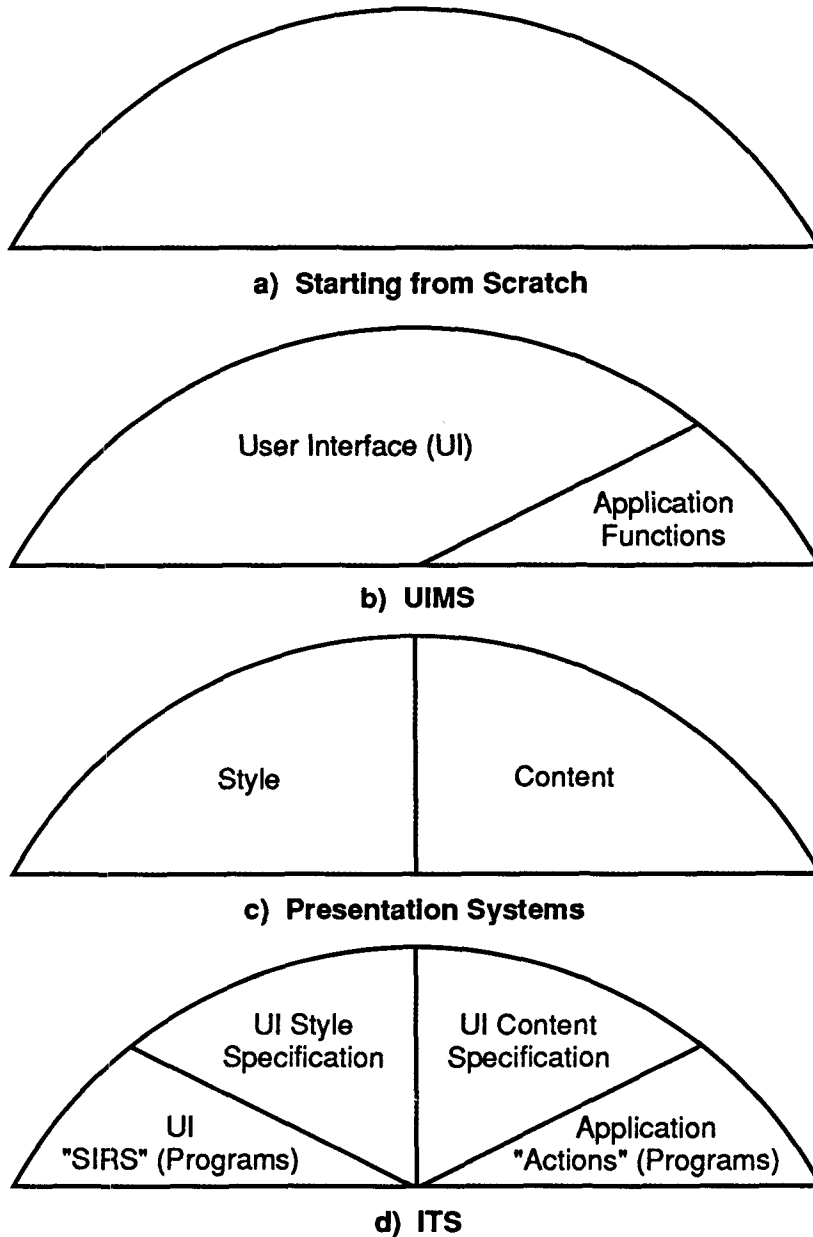 a) Starting from Scratch
User Interface (UI)
Application
Functions
b) UIMS
Style
Content
c) Presentation Systems
UI Style
Specification
UI Content
Specification
UI
"SIRS" (Programs)
Application
"Actions" (Programs)
d) ITS